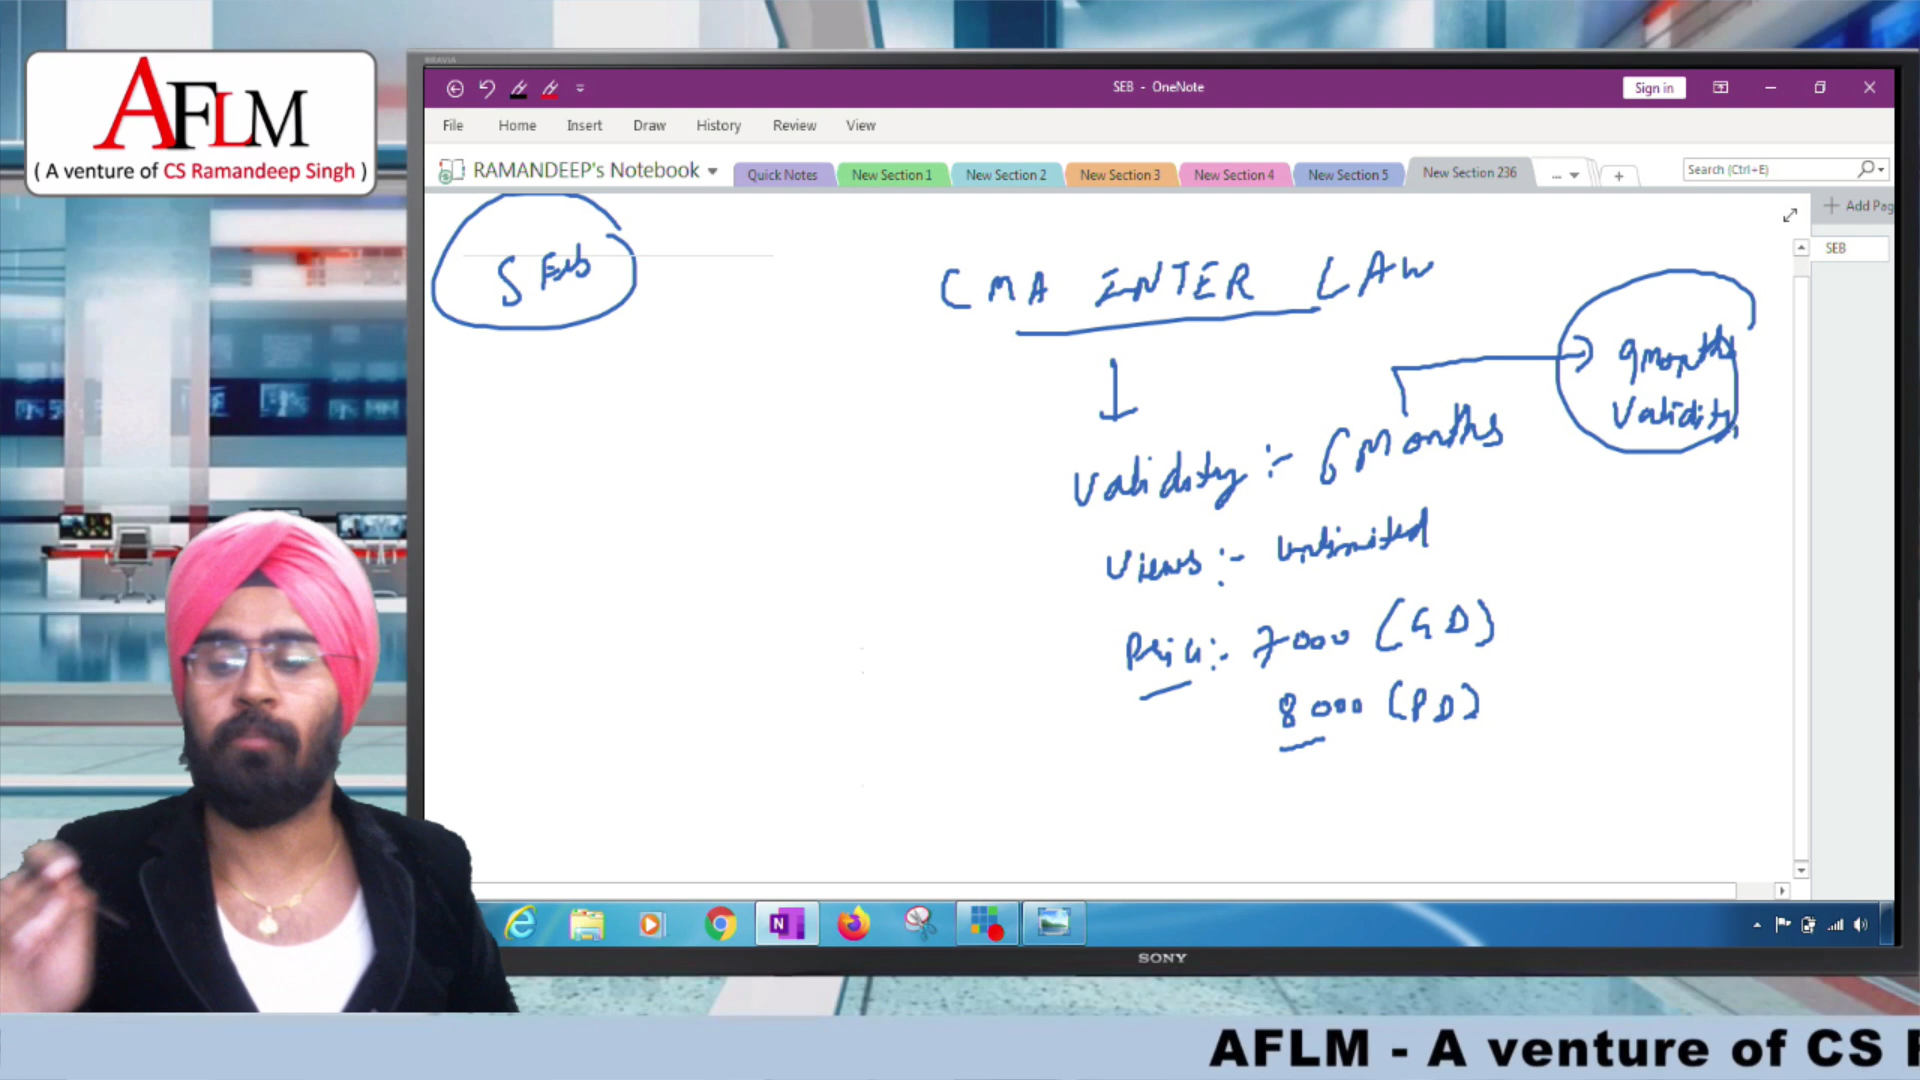 AFLM
( A venture of CS Ramandeep Singh )
BRAVIA
SEB - OneNote
Sign in
File Home Insert Draw History Review View
RAMANDEEP's Notebook
Quick Notes New Section 1 New Section 2 New Section 3 New Section 4 New Section 5 New Section 236 ...
Search (Ctrl+E)
Add Pag
SEB
CMA INTER LAW
9 months
Validity
Validity :- 6 Months
Views :- Unlimited
Price :- 7000 (GD)
8000 (PD)
SONY
AFLM - A venture of CS